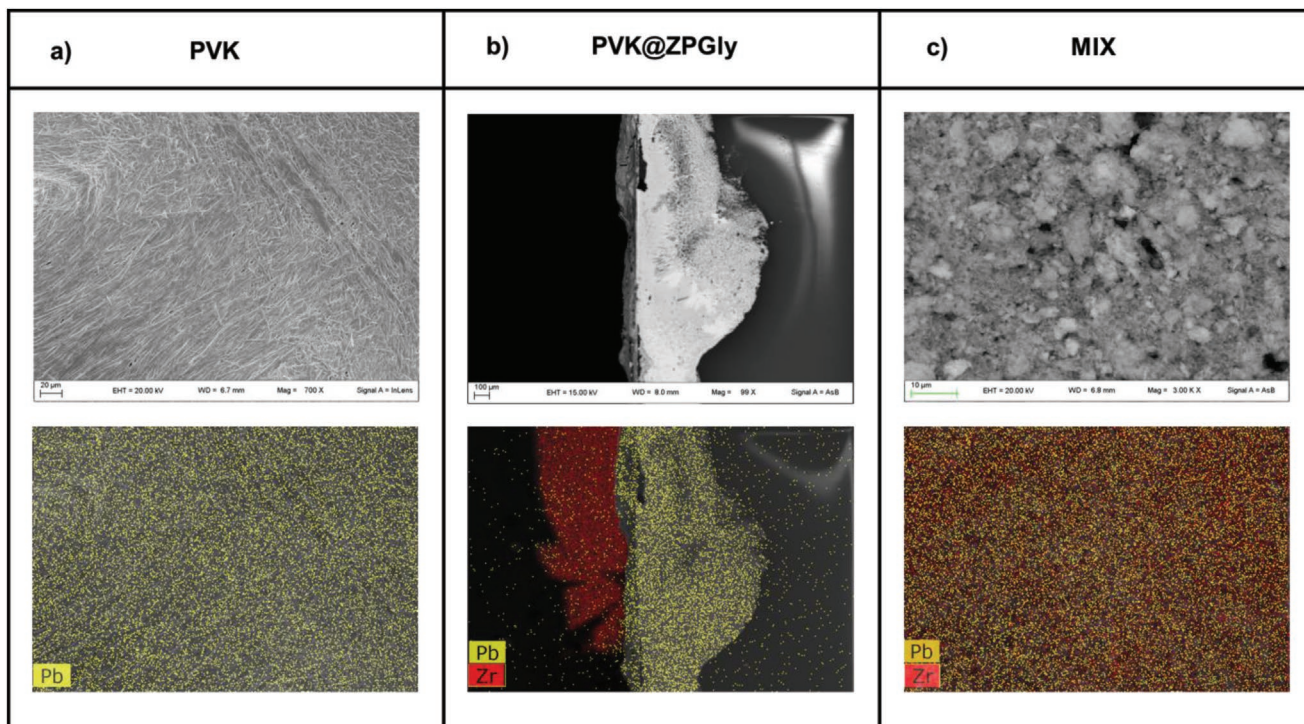 a) PVK
b) PVK@ZPGly
c) MIX
20 µm EHT = 20.00 kV WD = 6.7 mm Mag = 700 X Signal A = InLens
100 µm EHT = 15.00 kV WD = 8.0 mm Mag = 99 X Signal A = AsB
10 µm EHT = 20.00 kV WD = 6.8 mm Mag = 3.00 K X Signal A = AsB
Pb
Pb
Zr
Pb
Zr